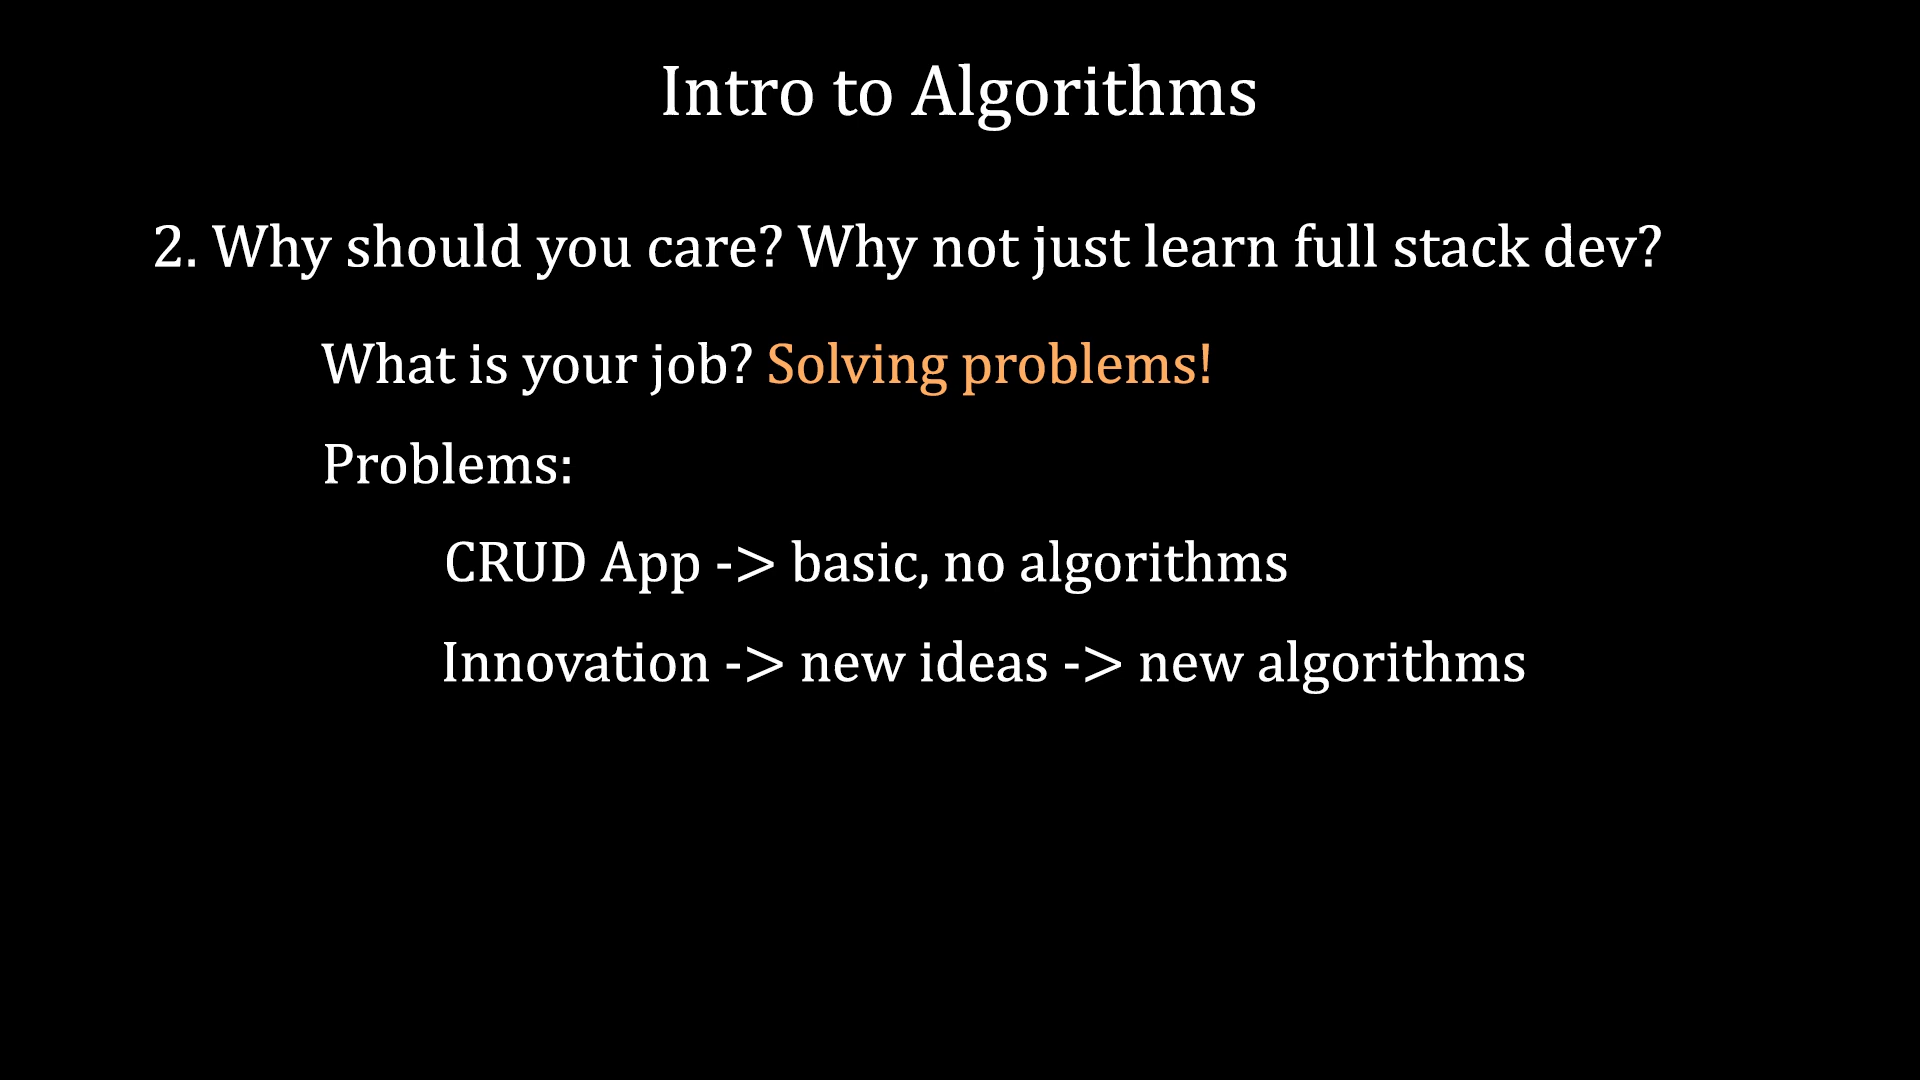 Intro to Algorithms
2. Why should you care? Why not just learn full stack dev?
What is your job? Solving problems!
Problems:
CRUD App -> basic, no algorithms
Innovation -> new ideas -> new algorithms